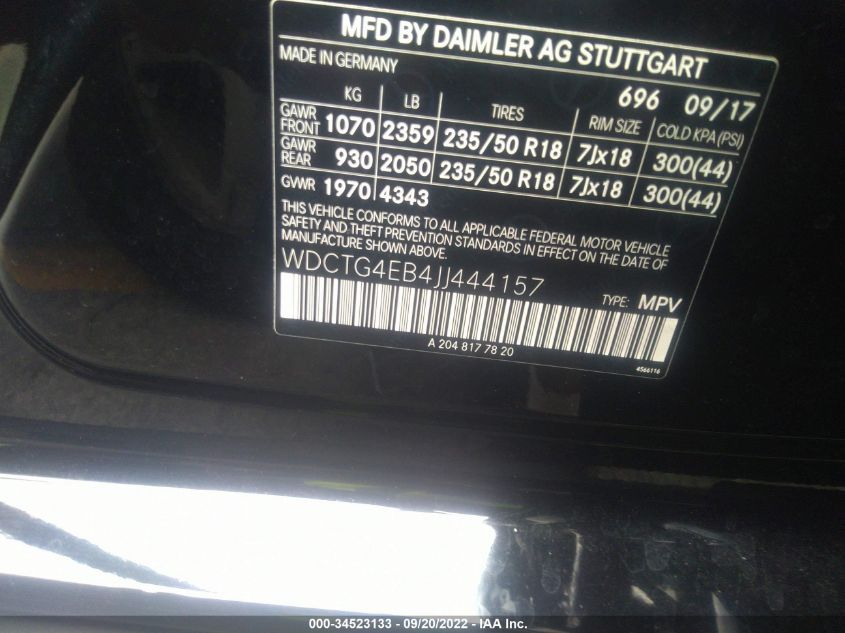 MFD BY DAIMLER AG STUTTGART
MADE IN GERMANY 696 09/17
KG LB TIRES RIM SIZE COLD KPA (PSI)
GAWR FRONT 1070 2359 235/50 R18 7Jx18 300(44)
GAWR REAR 930 2050 235/50 R18 7Jx18 300(44)
GVWR 1970 4343
THIS VEHICLE CONFORMS TO ALL APPLICABLE FEDERAL MOTOR VEHICLE
SAFETY AND THEFT PREVENTION STANDARDS IN EFFECT ON THE DATE OF
MANUFACTURE SHOWN ABOVE.
WDCTG4EB4JJ444157
TYPE: MPV
A 204 817 78 20
4566116
000-34523133 - 09/20/2022 - IAA Inc.